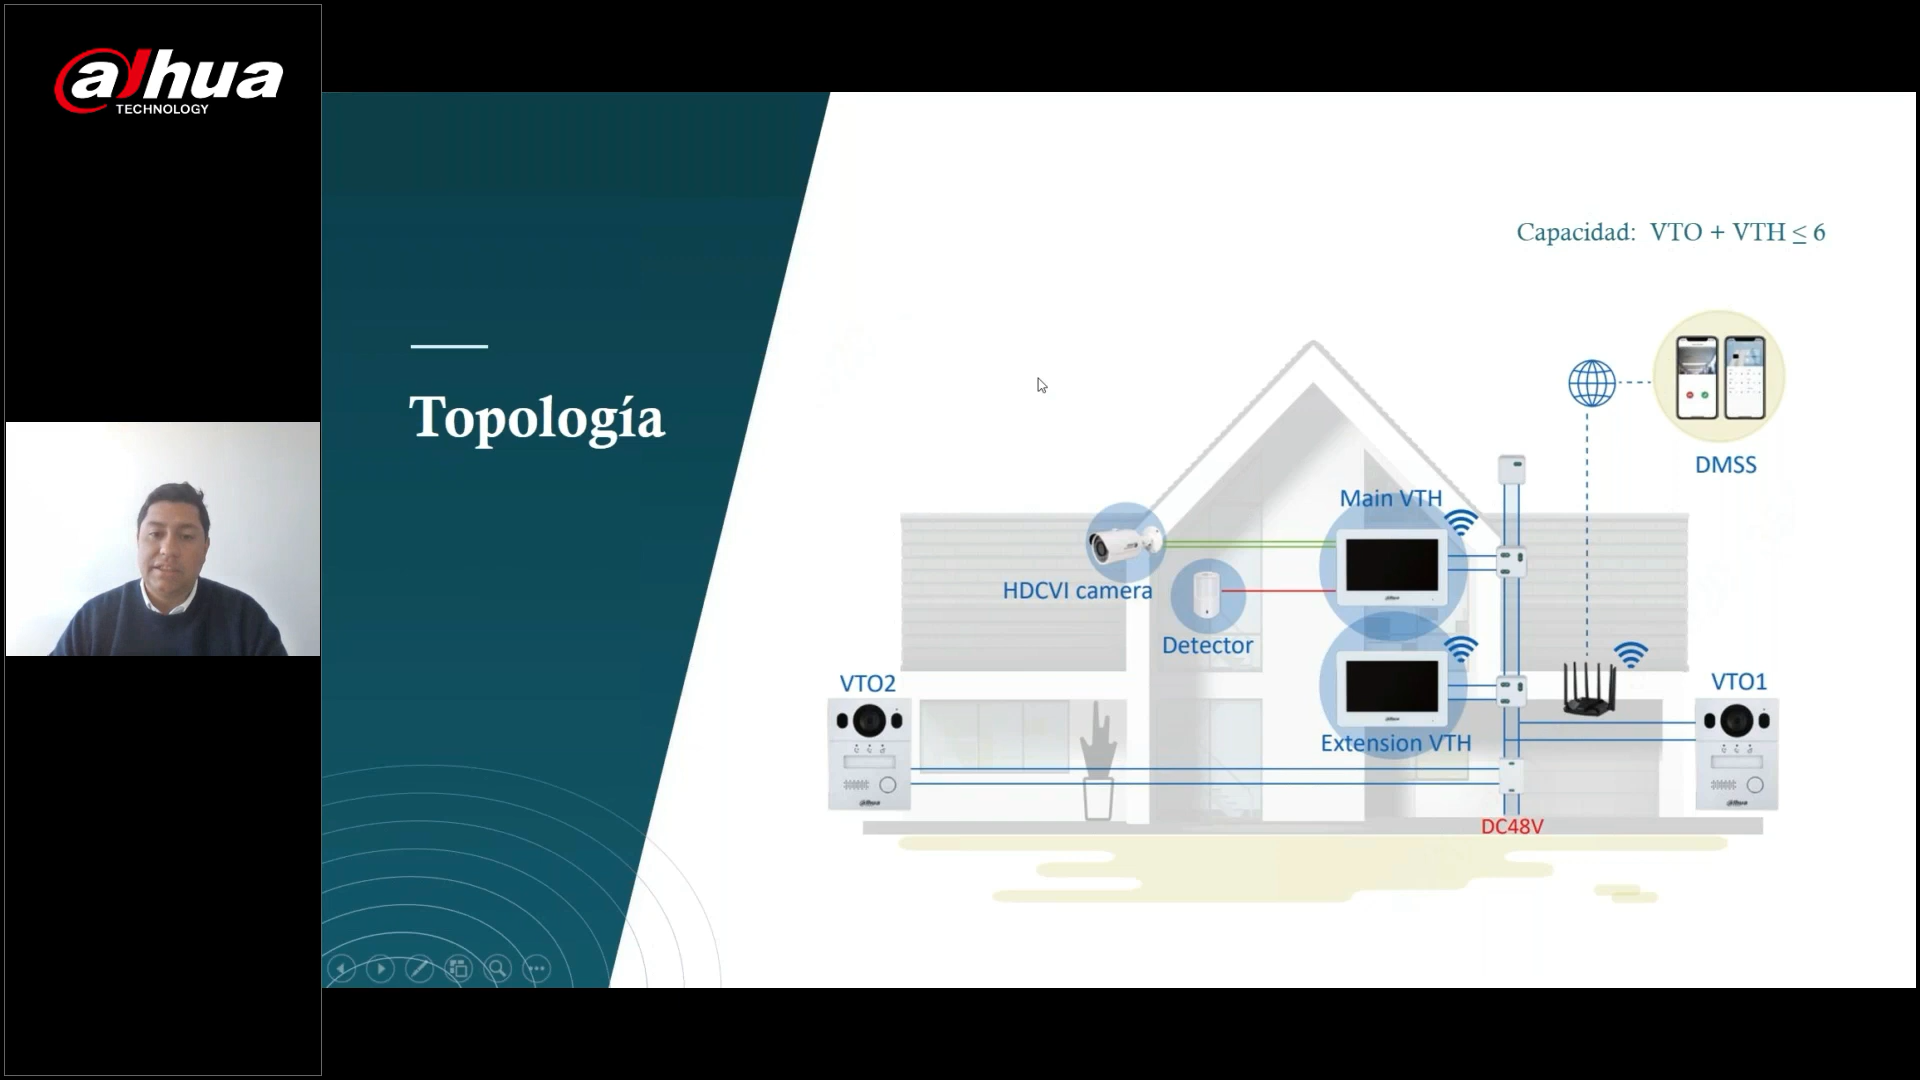 alhua
TECHNOLOGY
Capacidad: VTO + VTH ≤ 6
Topología
DMSS
Main VTH
HDCVI camera
Detector
VTO2
VTO1
Extension VTH
DC48V